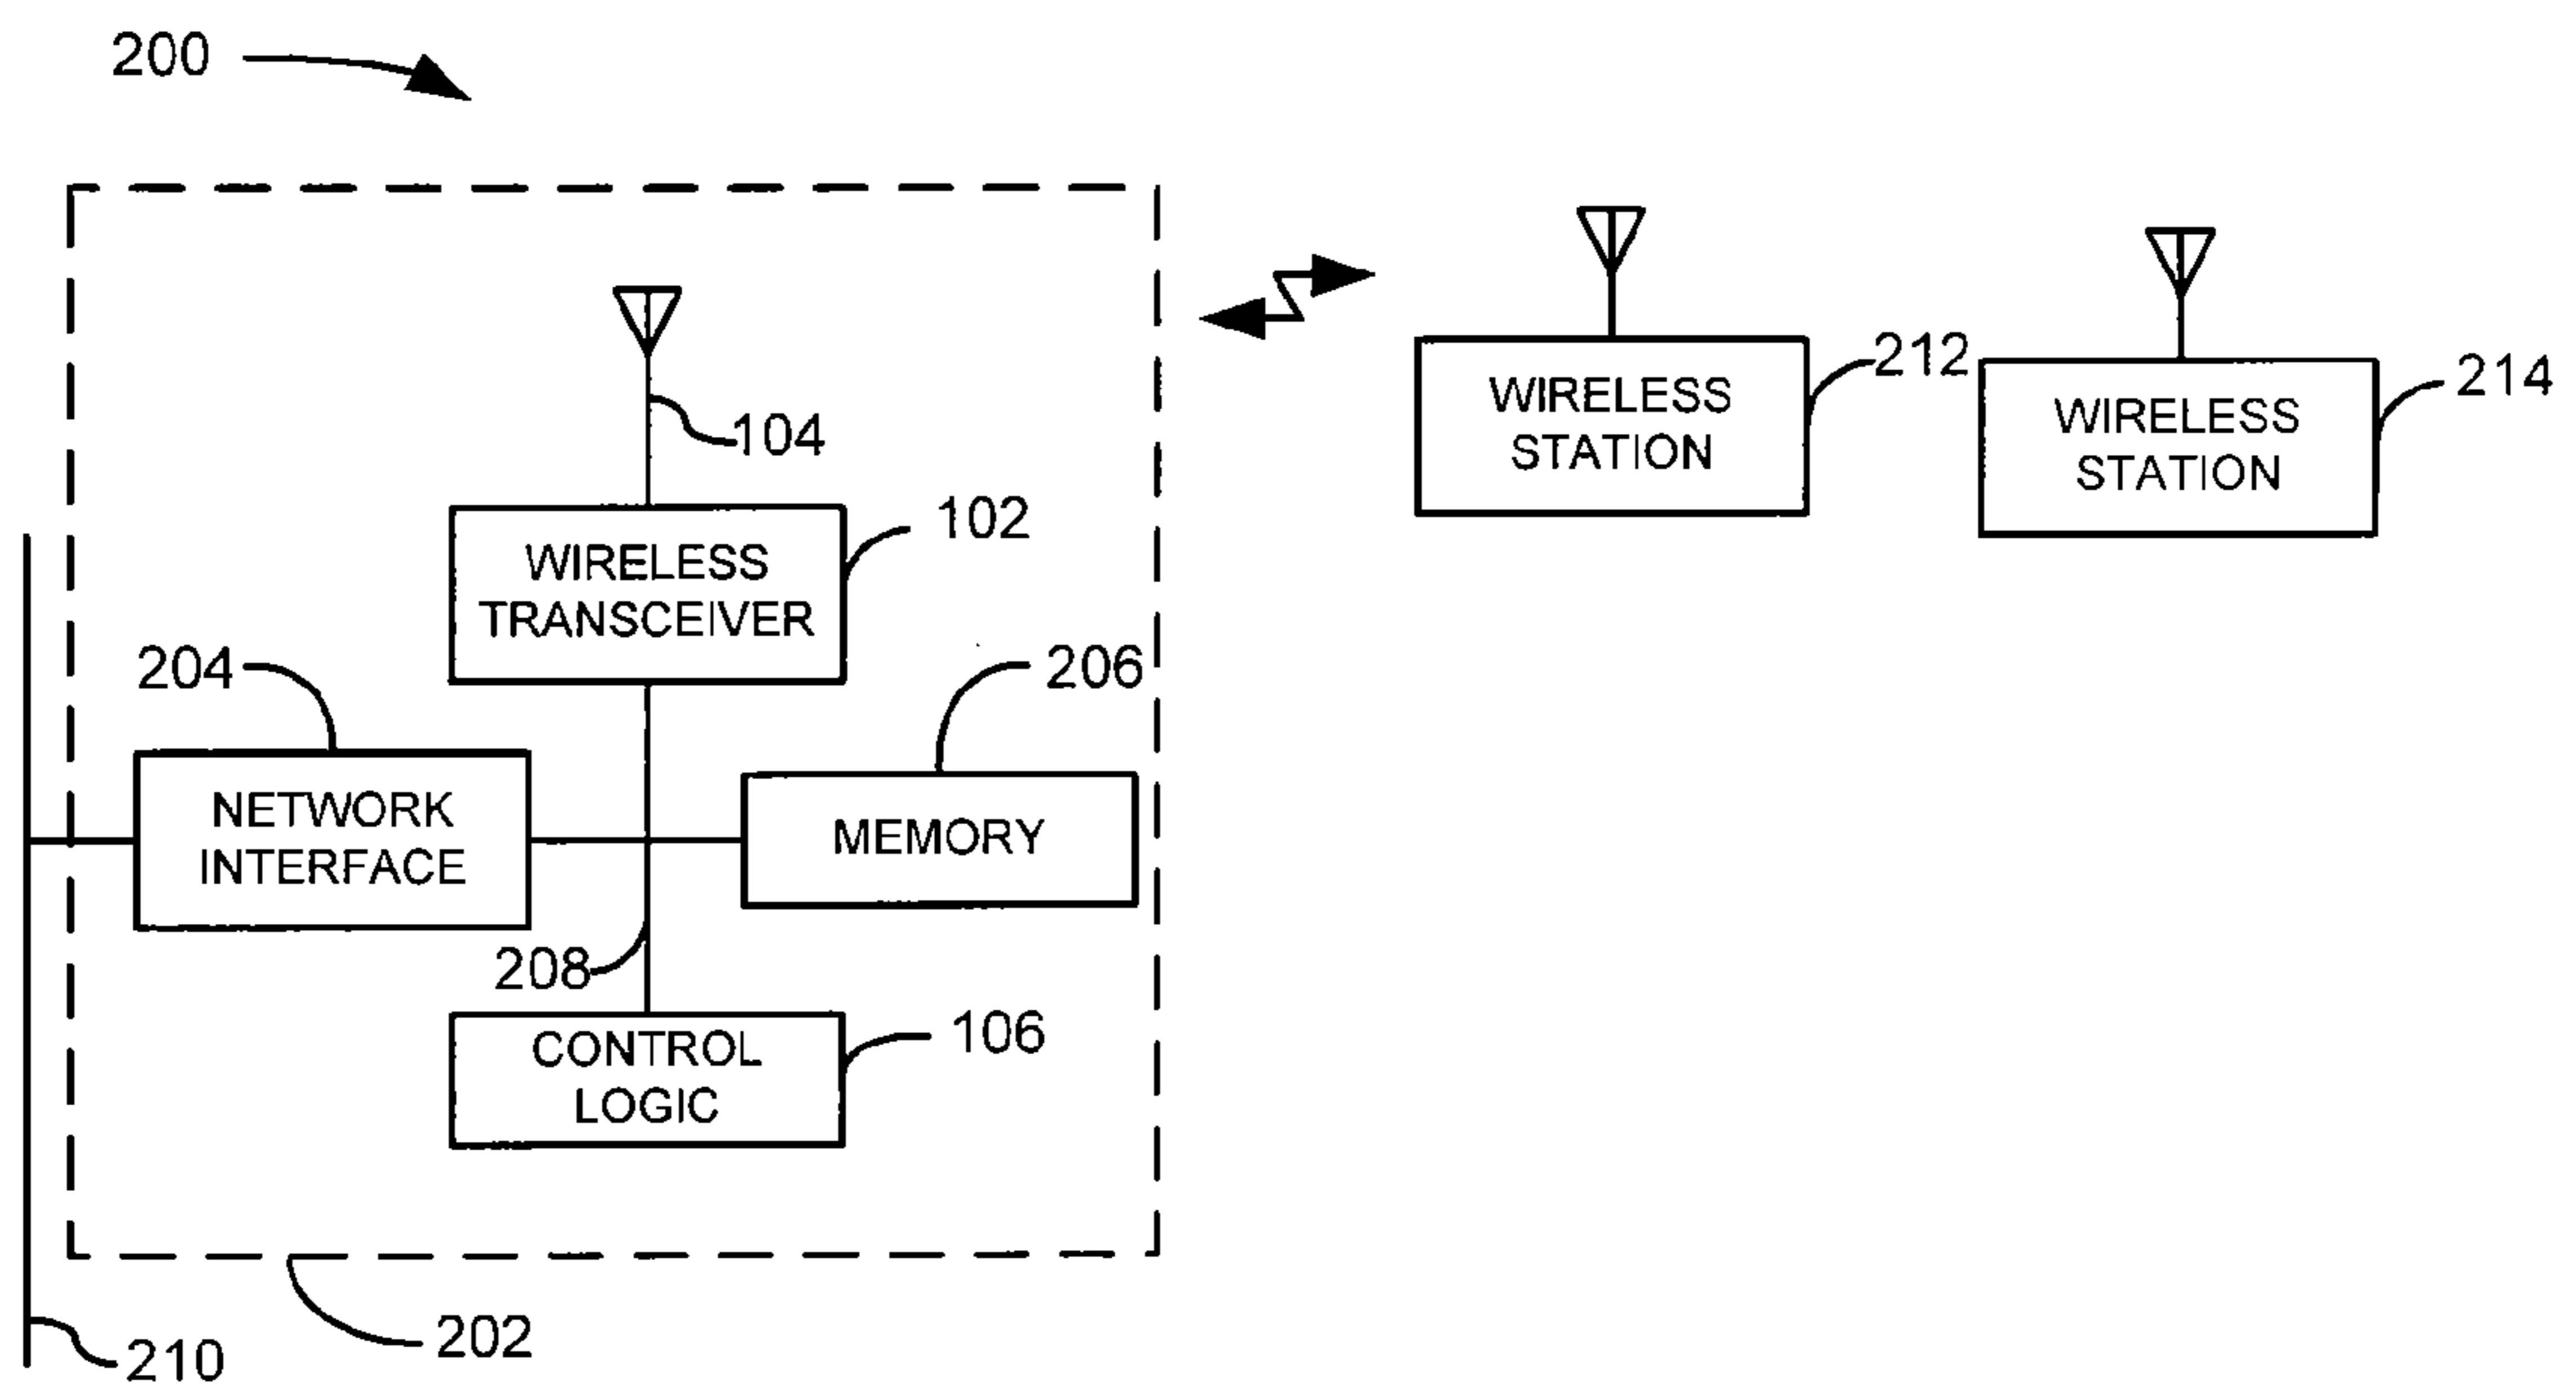 200
104
WIRELESS
STATION
212
WIRELESS
STATION
214
102
WIRELESS
TRANSCEIVER
204
206
NETWORK
INTERFACE
MEMORY
208
CONTROL
LOGIC
106
202
210